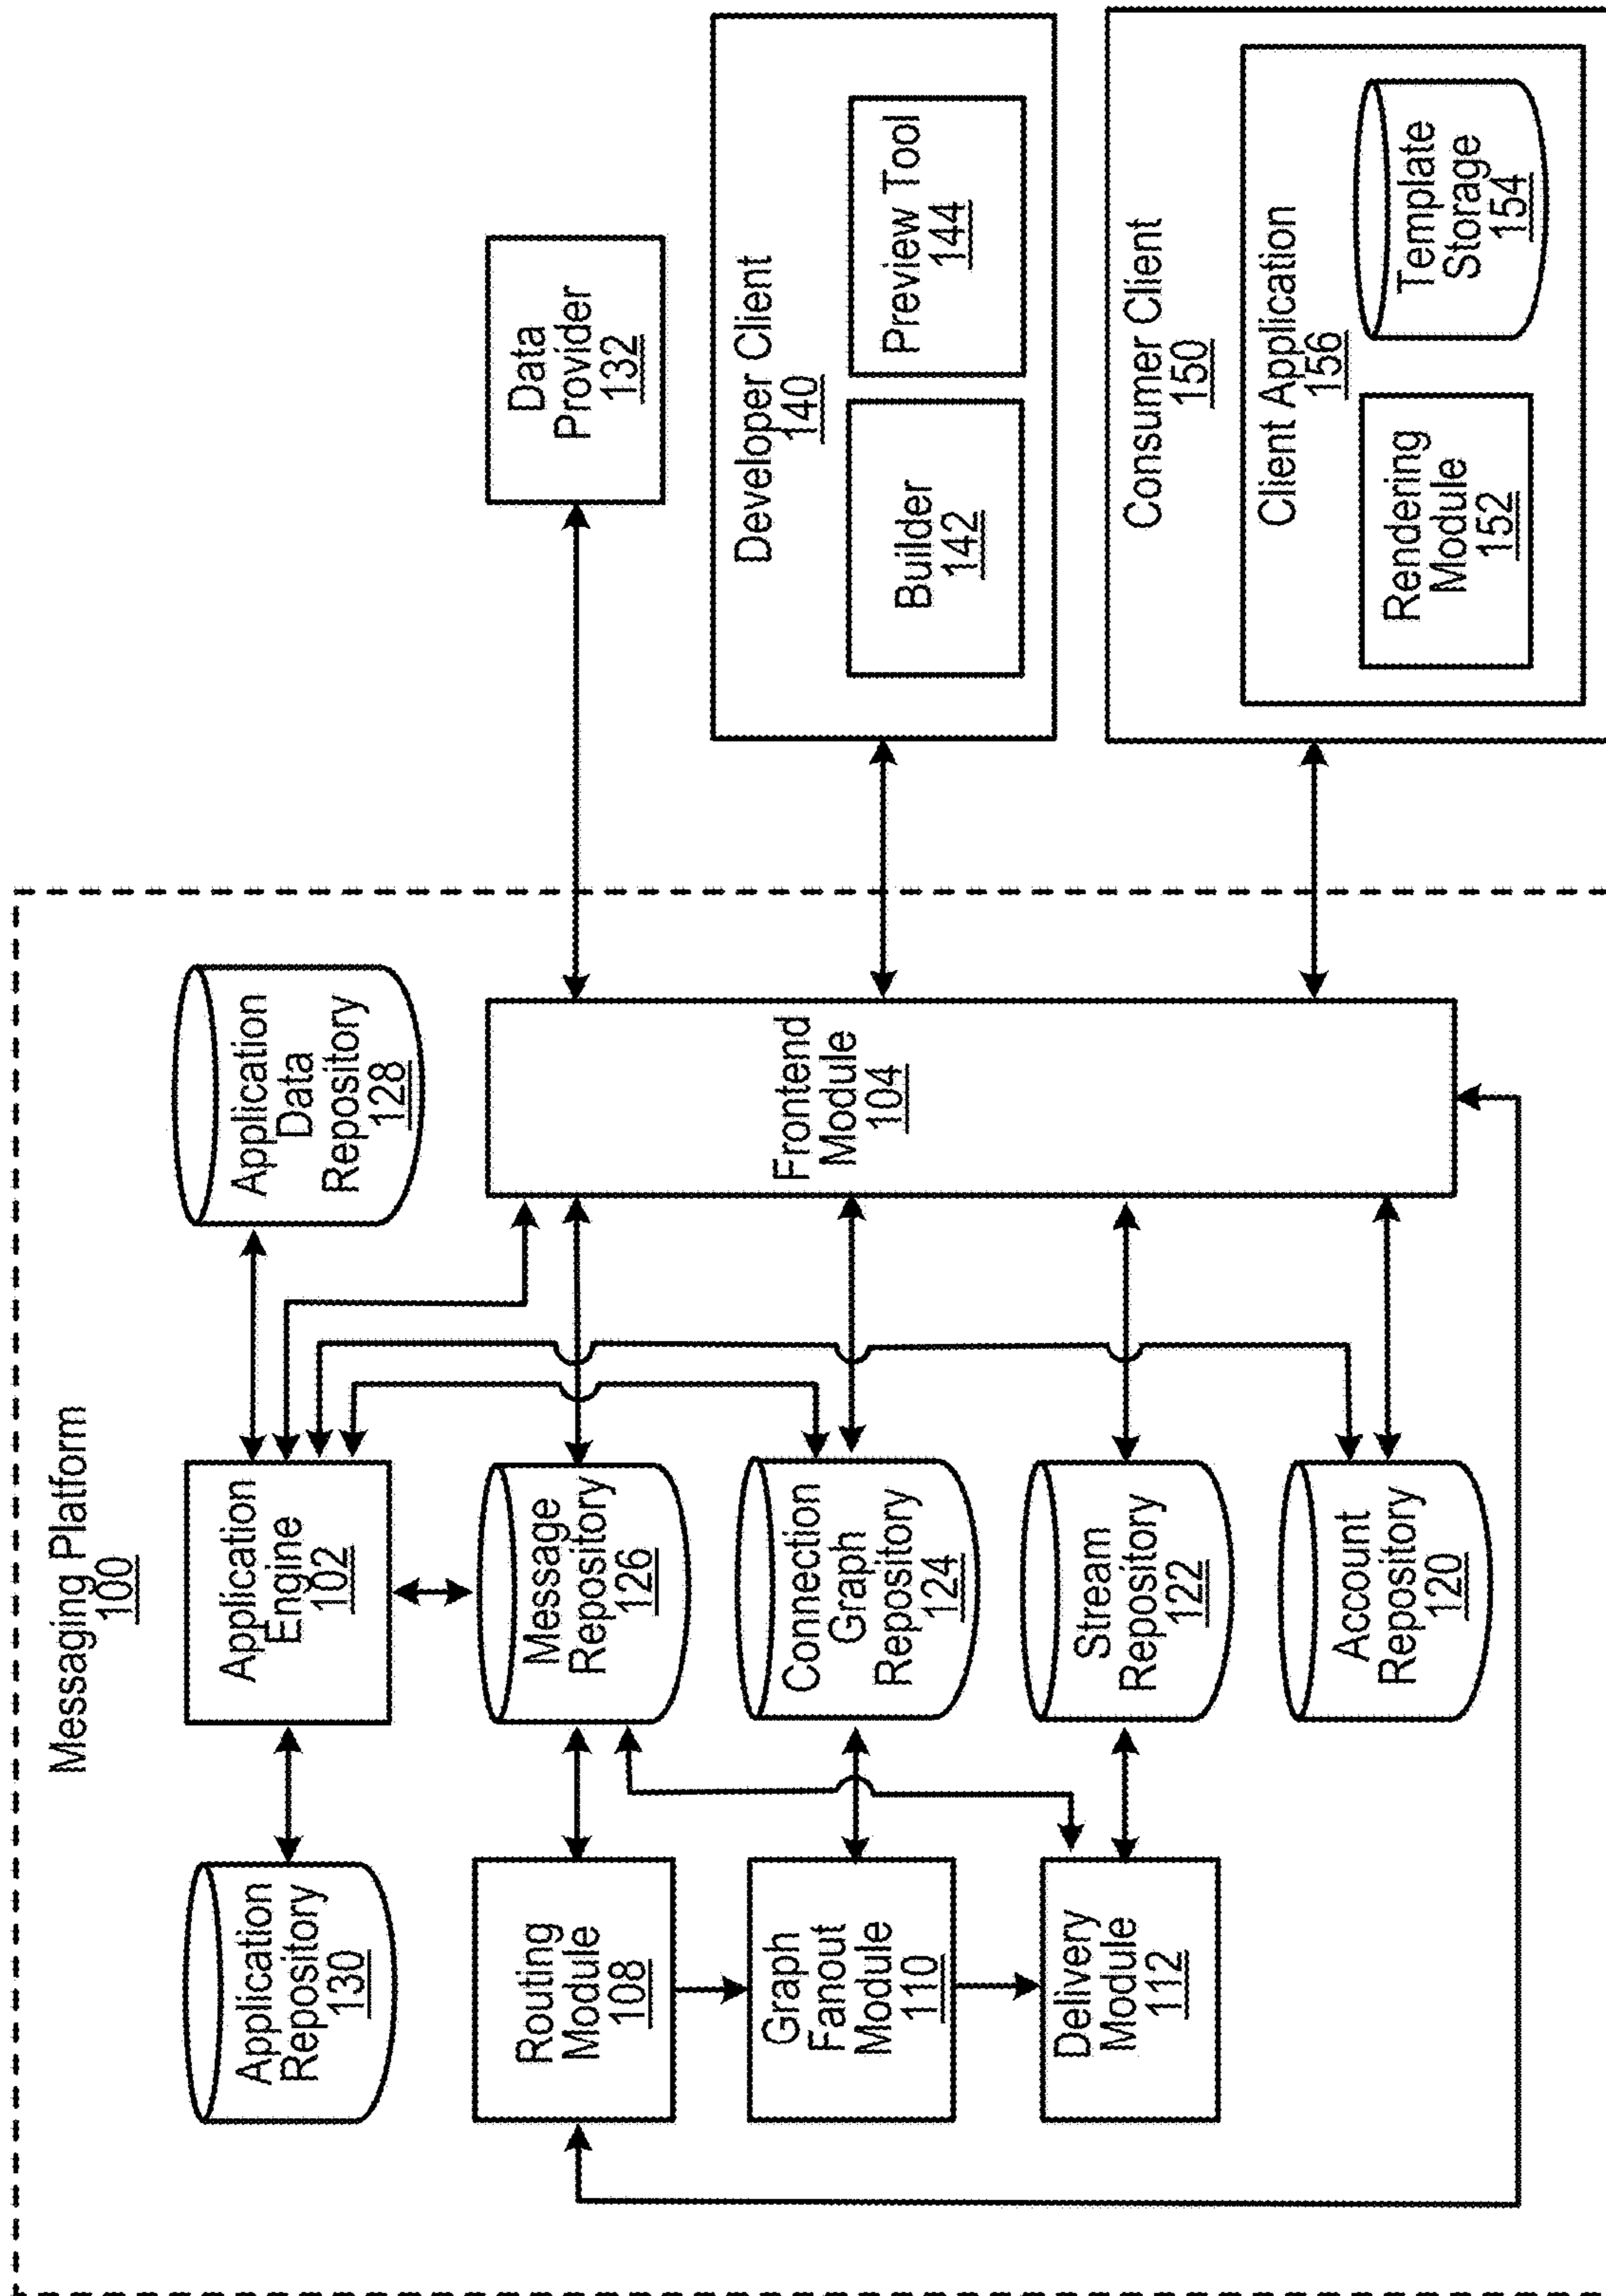 Messaging Platform
100
Application
Repository
130
Application
Engine
102
Application
Data
Repository
128
Routing
Module
108
Message
Repository
126
Graph
Fanout
Module
110
Connection
Graph
Repository
124
Delivery
Module
112
Stream
Repository
122
Account
Repository
120
Frontend
Module
104
Data
Provider
132
Developer Client
140
Builder
142
Preview Tool
144
Consumer Client
150
Client Application
156
Rendering
Module
152
Template
Storage
154